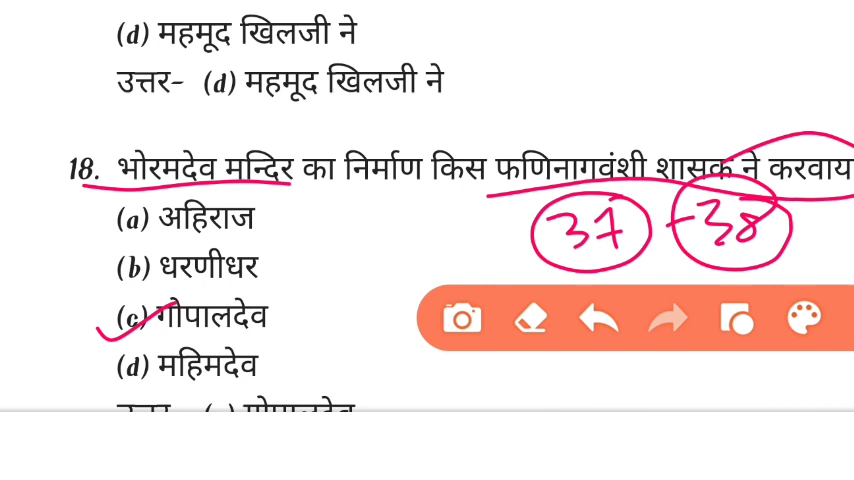 (d) महमूद खिलजी ने
उत्तर- (d) महमूद खिलजी ने
18. भोरमदेव मन्दिर का निर्माण किस फणिनागवंशी शासक ने करवाय
37 - 38
(a) अहिराज
(b) धरणीधर
(c) गोपालदेव
(d) महिमदेव